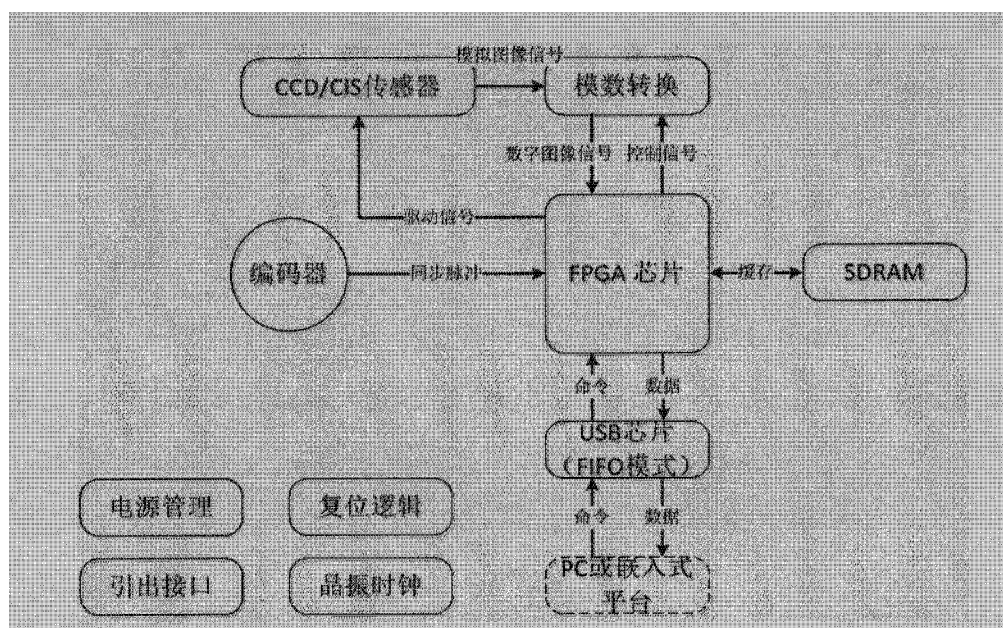 模拟图像信号
CCD/CIS传感器
模数转换
数字图像信号
控制信号
驱动信号
编码器
同步脉冲
FPGA 芯片
缓存
SDRAM
命令
数据
USB芯片
（FIFO模式）
电源管理
复位逻辑
命令
数据
引出接口
晶振时钟
PC或嵌入式
平台